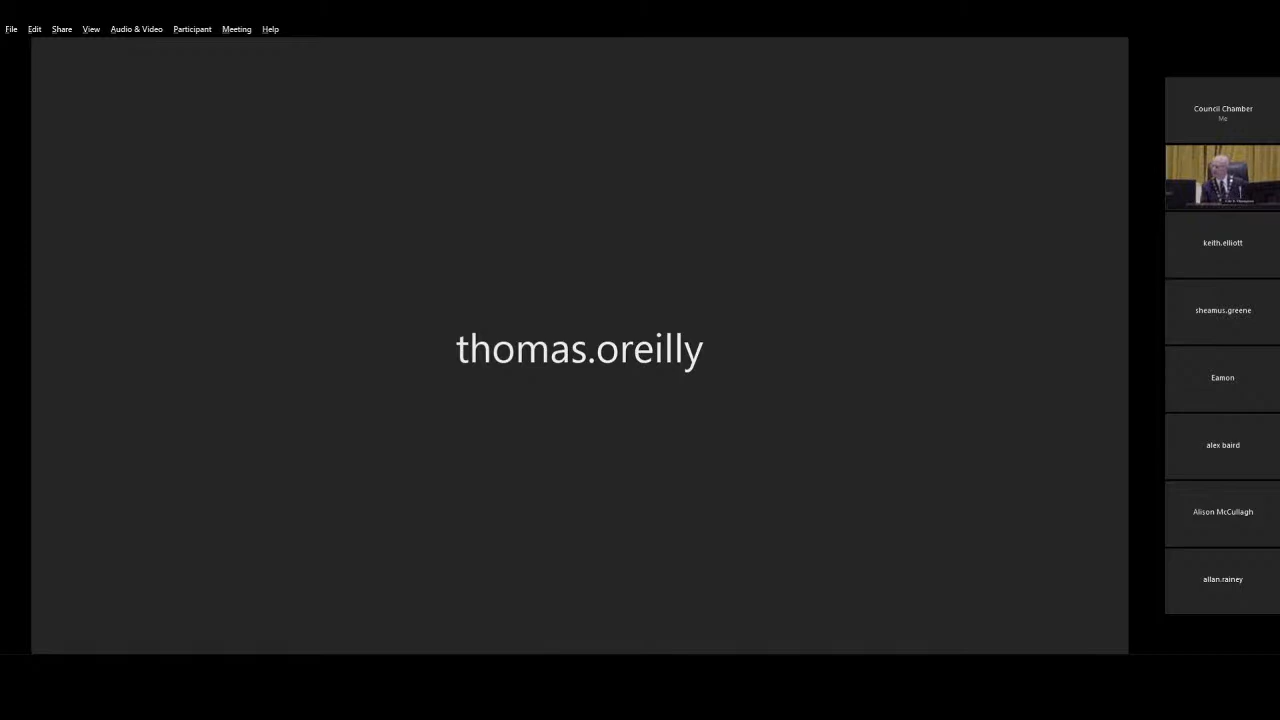 File Edit Share View Audio & Video Participant Meeting Help
thomas.oreilly
Council Chamber
Me
keith.elliott
sheamus.greene
Eamon
alex baird
Alison McCullagh
allan.rainey